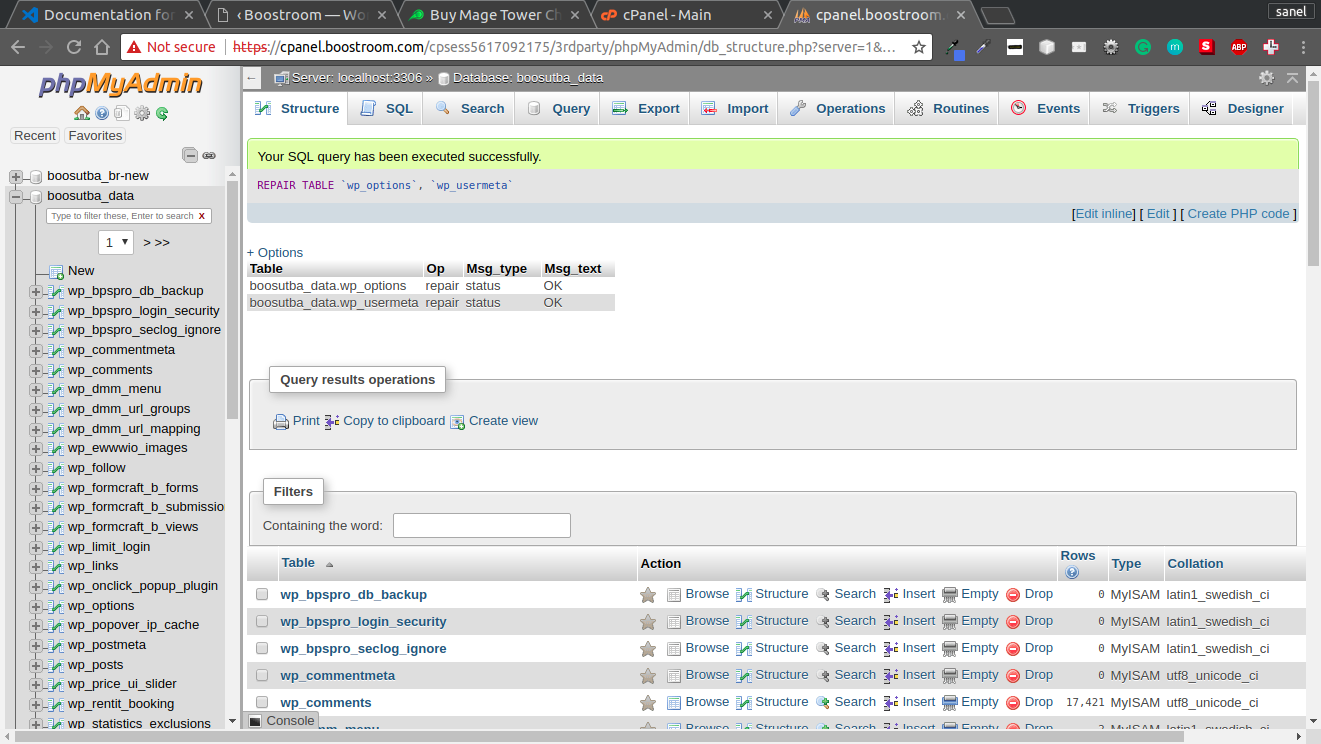 Documentation for
‹ Boostroom — Wo
Buy Mage Tower Ch
cPanel - Main
cpanel.boostroom.
sanel
Not secure https://cpanel.boostroom.com/cpsess5617092175/3rdparty/phpMyAdmin/db_structure.php?server=1&…
ABP
phpMyAdmin
Recent Favorites
boosutba_br-new
boosutba_data
Type to filter these, Enter to search X
1 > >>
New
wp_bpspro_db_backup
wp_bpspro_login_security
wp_bpspro_seclog_ignore
wp_commentmeta
wp_comments
wp_dmm_menu
wp_dmm_url_groups
wp_dmm_url_mapping
wp_ewwwio_images
wp_follow
wp_formcraft_b_forms
wp_formcraft_b_submissio
wp_formcraft_b_views
wp_limit_login
wp_links
wp_onclick_popup_plugin
wp_options
wp_popover_ip_cache
wp_postmeta
wp_posts
wp_price_ui_slider
wp_rentit_booking
wp_statistics_exclusions
Server: localhost:3306 » Database: boosutba_data
Structure SQL Search Query Export Import Operations Routines Events Triggers Designer
Your SQL query has been executed successfully.
REPAIR TABLE `wp_options`, `wp_usermeta`
[Edit inline] [ Edit ] [ Create PHP code ]
+ Options
Table Op Msg_type Msg_text
boosutba_data.wp_options repair status OK
boosutba_data.wp_usermeta repair status OK
Query results operations
Print Copy to clipboard Create view
Filters
Containing the word:
Table Action Rows Type Collation
wp_bpspro_db_backup Browse Structure Search Insert Empty Drop 0 MyISAM latin1_swedish_ci
wp_bpspro_login_security Browse Structure Search Insert Empty Drop 0 MyISAM latin1_swedish_ci
wp_bpspro_seclog_ignore Browse Structure Search Insert Empty Drop 0 MyISAM latin1_swedish_ci
wp_commentmeta Browse Structure Search Insert Empty Drop 0 MyISAM utf8_unicode_ci
wp_comments Browse Structure Search Insert Empty Drop 17,421 MyISAM utf8_unicode_ci
Console